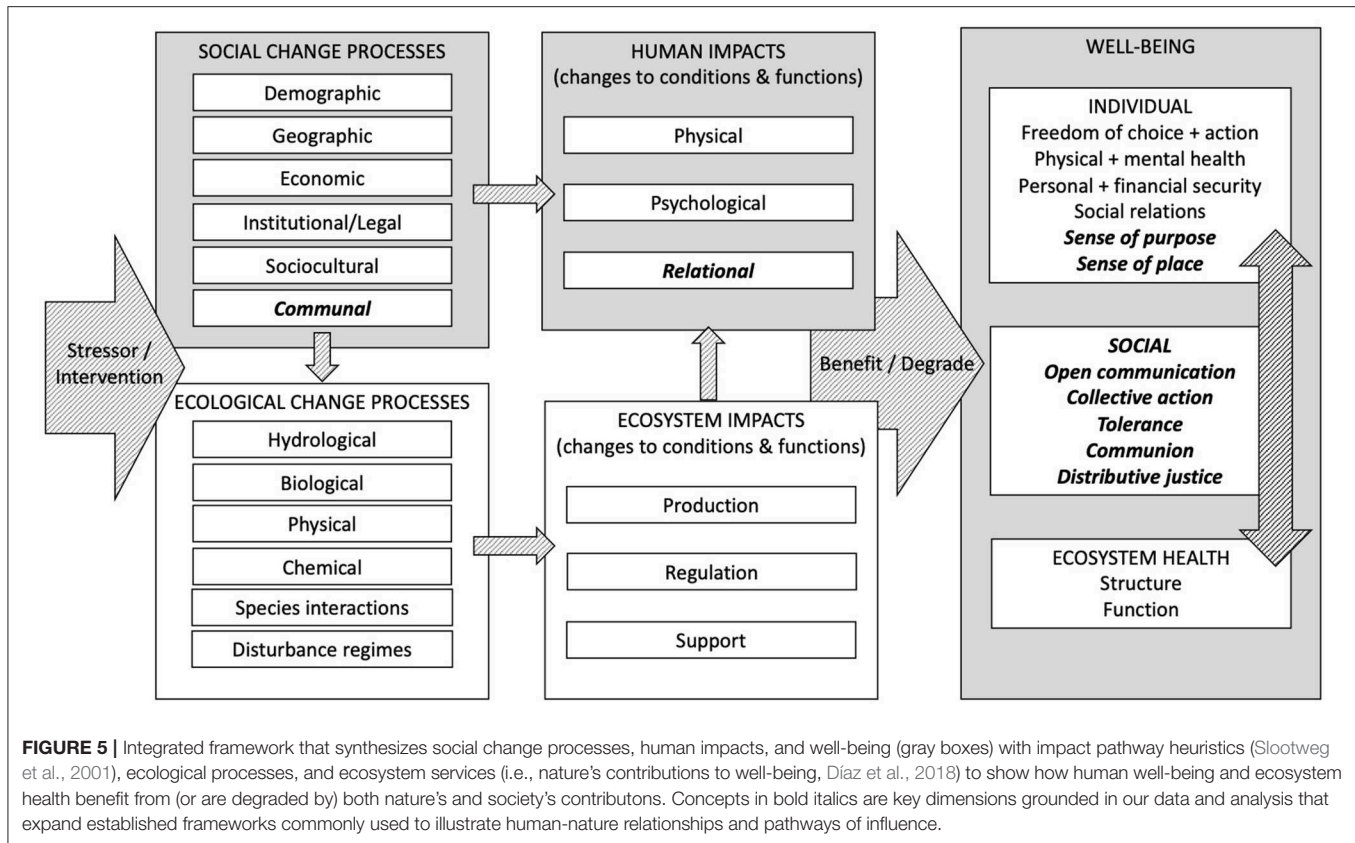 SOCIAL CHANGE PROCESSES
Demographic
Geographic
Economic
Institutional/Legal
Sociocultural
Communal
HUMAN IMPACTS
(changes to conditions & functions)
Physical
Psychological
Relational
WELL-BEING
INDIVIDUAL
Freedom of choice + action
Physical + mental health
Personal + financial security
Social relations
Sense of purpose
Sense of place
Stressor /
Intervention
Benefit / Degrade
SOCIAL
Open communication
Collective action
Tolerance
Communion
Distributive justice
ECOLOGICAL CHANGE PROCESSES
Hydrological
Biological
Physical
Chemical
Species interactions
Disturbance regimes
ECOSYSTEM IMPACTS
(changes to conditions & functions)
Production
Regulation
Support
ECOSYSTEM HEALTH
Structure
Function
FIGURE 5 | Integrated framework that synthesizes social change processes, human impacts, and well-being (gray boxes) with impact pathway heuristics (Slootweg
et al., 2001), ecological processes, and ecosystem services (i.e., nature's contributions to well-being, Díaz et al., 2018) to show how human well-being and ecosystem
health benefit from (or are degraded by) both nature's and society's contributons. Concepts in bold italics are key dimensions grounded in our data and analysis that
expand established frameworks commonly used to illustrate human-nature relationships and pathways of influence.